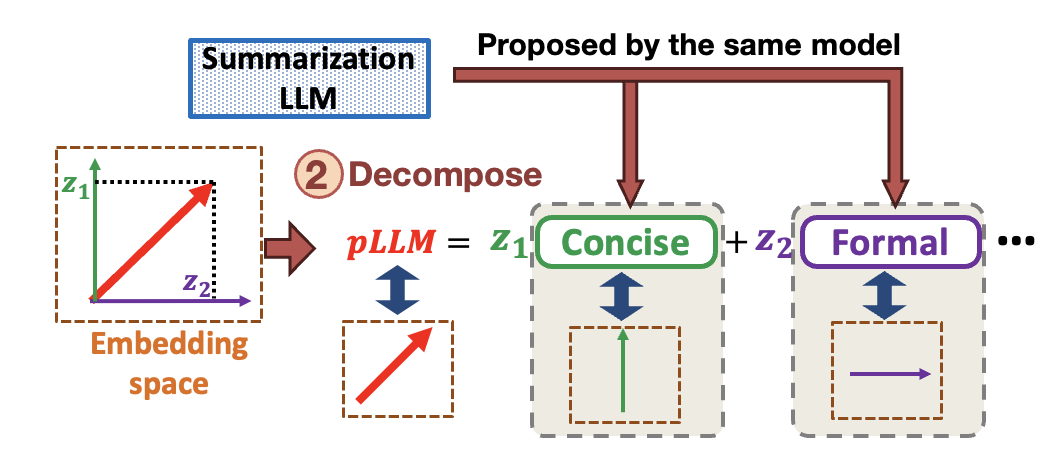 Summarization
LLM
Proposed by the same model
z₁
z₂
Embedding
space
2 Decompose
pLLM = z₁ Concise + z₂ Formal ...